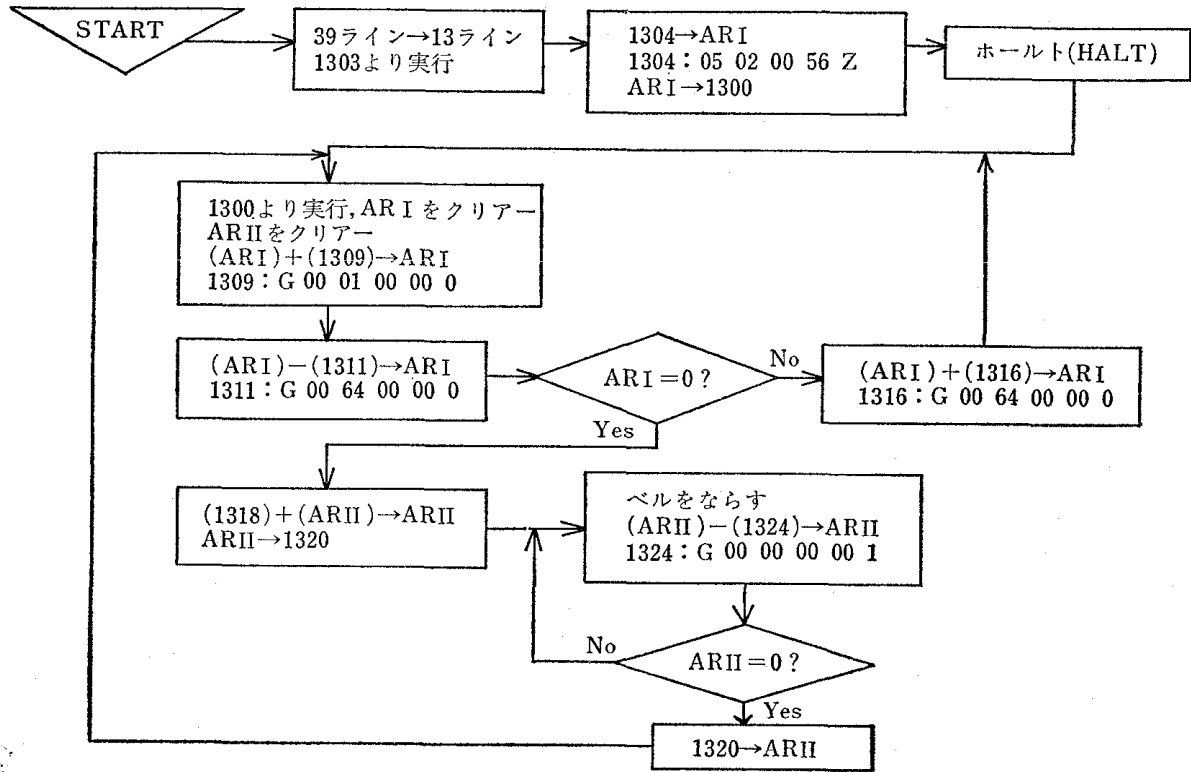 START
39ライン→13ライン
1303より実行
1304→ARI
1304：05 02 00 56 Z
ARI→1300
ホールト(HALT)
1300より実行,ARIをクリアー
ARIIをクリアー
(ARI)+(1309)→ARI
1309：G 00 01 00 00 0
(ARI)−(1311)→ARI
1311：G 00 64 00 00 0
ARI=0?
No
(ARI)+(1316)→ARI
1316：G 00 64 00 00 0
Yes
(1318)+(ARII)→ARII
ARII→1320
ベルをならす
(ARII)−(1324)→ARII
1324：G 00 00 00 00 1
No
ARII=0?
Yes
1320→ARII